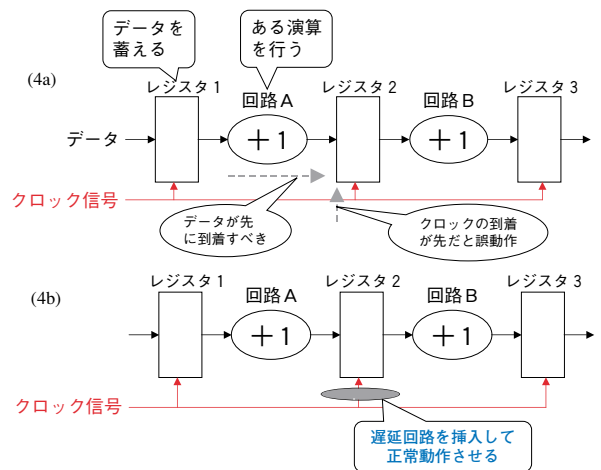 データを
蓄える
ある演算
を行う
(4a)
レジスタ1
回路A
レジスタ2
回路B
レジスタ3
データ
+1
+1
クロック信号
データが先
に到着すべき
クロックの到着
が先だと誤動作
(4b)
レジスタ1
回路A
レジスタ2
回路B
レジスタ3
+1
+1
クロック信号
遅延回路を挿入して
正常動作させる